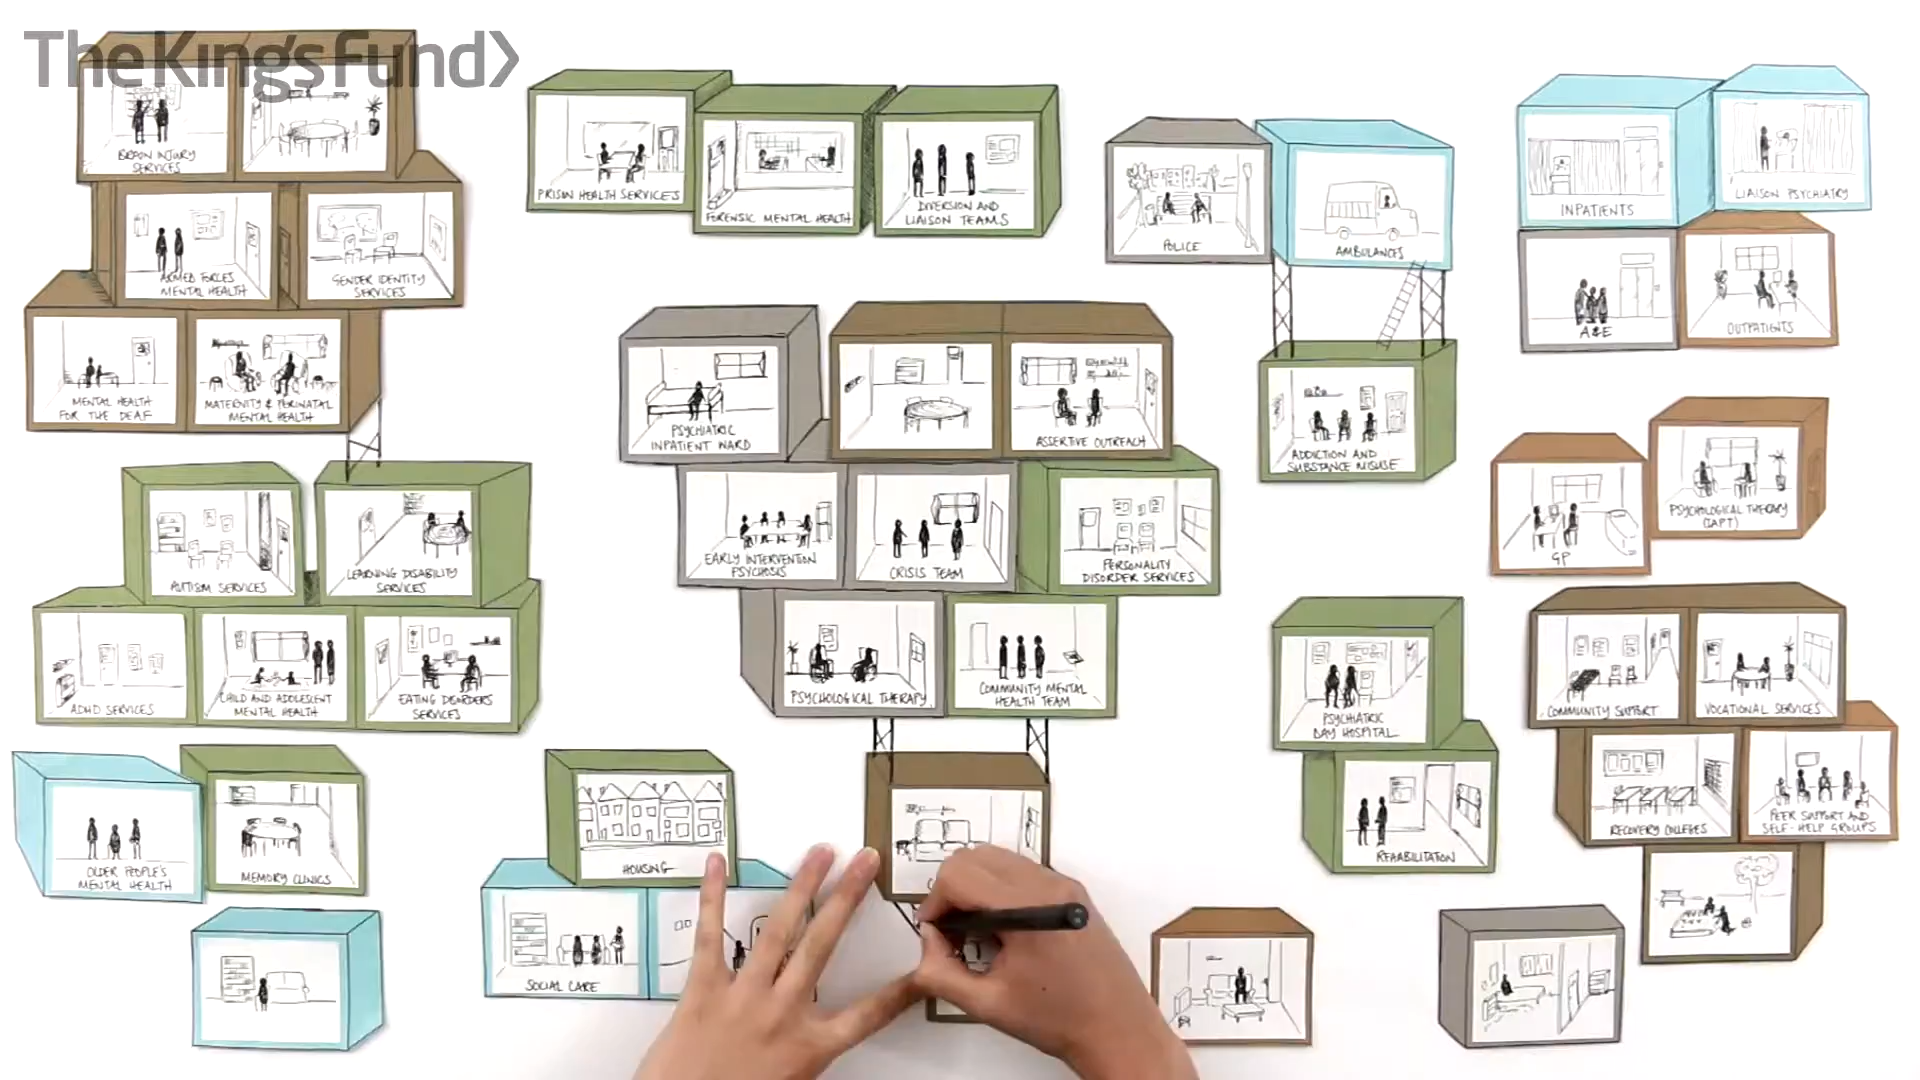 TheKingsFund>
BRAIN INJURY
SERVICES
ARMED FORCES
MENTAL HEALTH
GENDER IDENTITY
SERVICES
MENTAL HEALTH
FOR THE DEAF
MATERNITY & PERINATAL
MENTAL HEALTH
PRISON HEALTH SERVICES
FORENSIC MENTAL HEALTH
DIVERSION AND
LIAISON TEAMS
POLICE
AMBULANCES
ADDICTION AND
SUBSTANCE MISUSE
INPATIENTS
LIAISON PSYCHIATRY
A&E
OUTPATIENTS
PSYCHIATRIC
INPATIENT WARD
ASSERTIVE OUTREACH
EARLY INTERVENTION
PSYCHOSIS
CRISIS TEAM
PERSONALITY
DISORDER SERVICES
PSYCHOLOGICAL THERAPY
COMMUNITY MENTAL
HEALTH TEAM
GP
PSYCHOLOGICAL THERAPY
(IAPT)
AUTISM SERVICES
LEARNING DISABILITY
SERVICES
ADHD SERVICES
CHILD AND ADOLESCENT
MENTAL HEALTH
EATING DISORDERS
SERVICES
OLDER PEOPLE'S
MENTAL HEALTH
MEMORY CLINICS
HOUSING
SOCIAL CARE
PSYCHIATRIC
DAY HOSPITAL
REHABILITATION
COMMUNITY SUPPORT
VOCATIONAL SERVICES
RECOVERY COLLEGES
PEER SUPPORT AND
SELF-HELP GROUPS